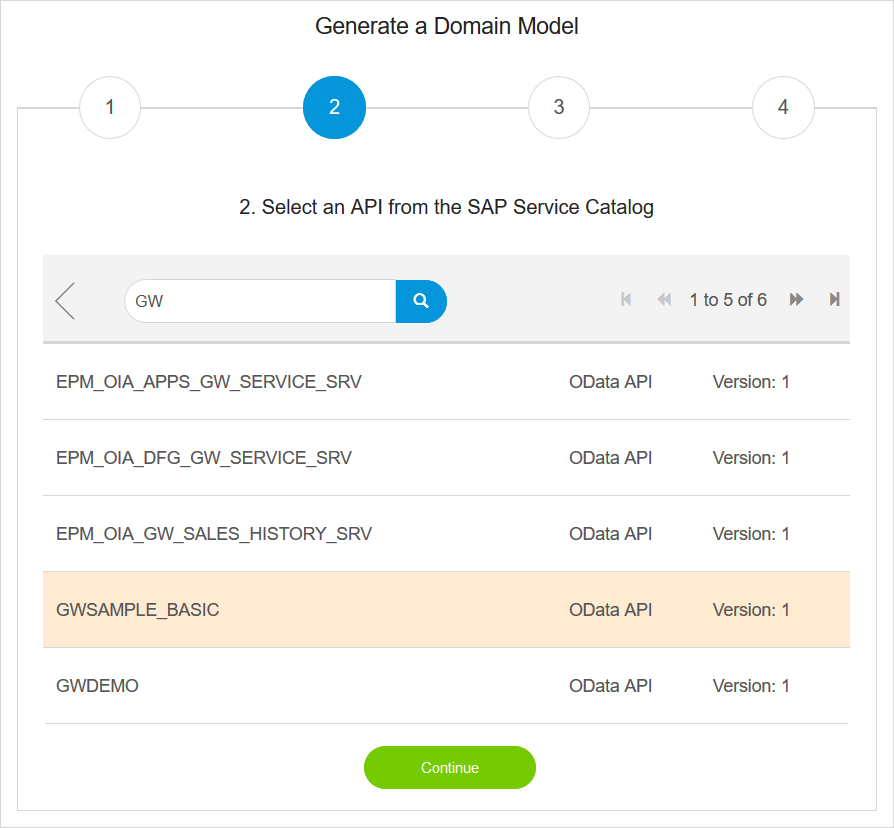 Generate a Domain Model
1 2 3 4
2. Select an API from the SAP Service Catalog
GW 1 to 5 of 6
EPM_OIA_APPS_GW_SERVICE_SRV OData API Version: 1
EPM_OIA_DFG_GW_SERVICE_SRV OData API Version: 1
EPM_OIA_GW_SALES_HISTORY_SRV OData API Version: 1
GWSAMPLE_BASIC OData API Version: 1
GWDEMO OData API Version: 1
Continue